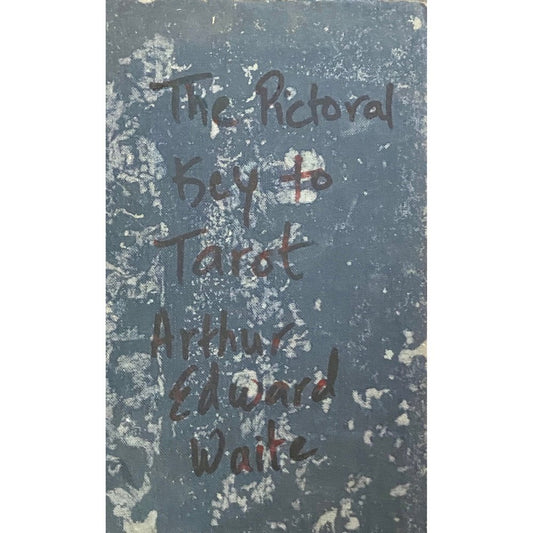 The Pictoral
Key to
Tarot
Arthur
Edward
Waite